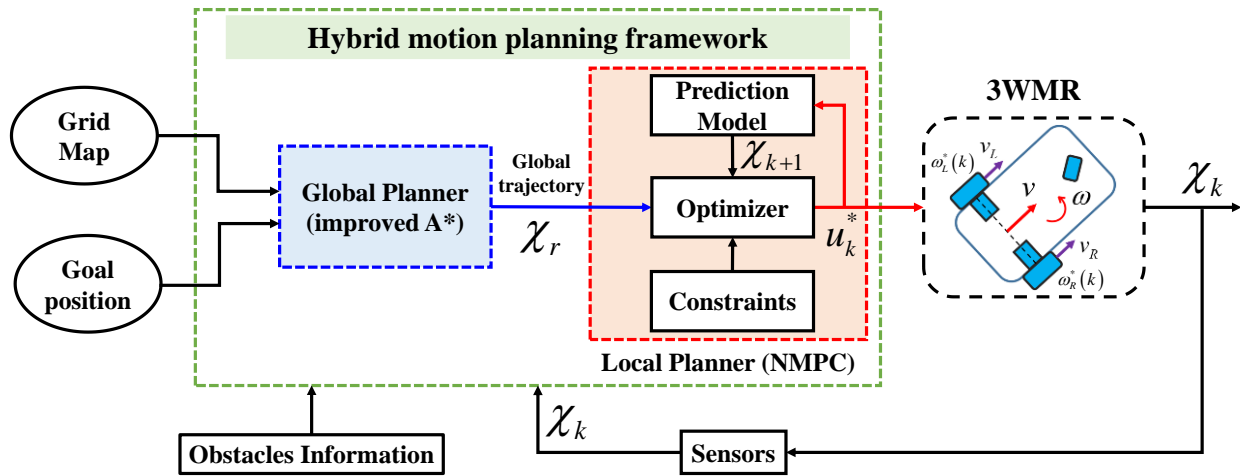 Hybrid motion planning framework
Grid
Map
Goal
position
Global Planner
(improved A*)
Global
trajectory
χ_r
Prediction
Model
χ_{k+1}
Optimizer
u_k^*
Constraints
Local Planner (NMPC)
3WMR
ω_L^*(k)
v_L
v
ω
v_R
ω_R^*(k)
χ_k
Obstacles Information
χ_k
Sensors